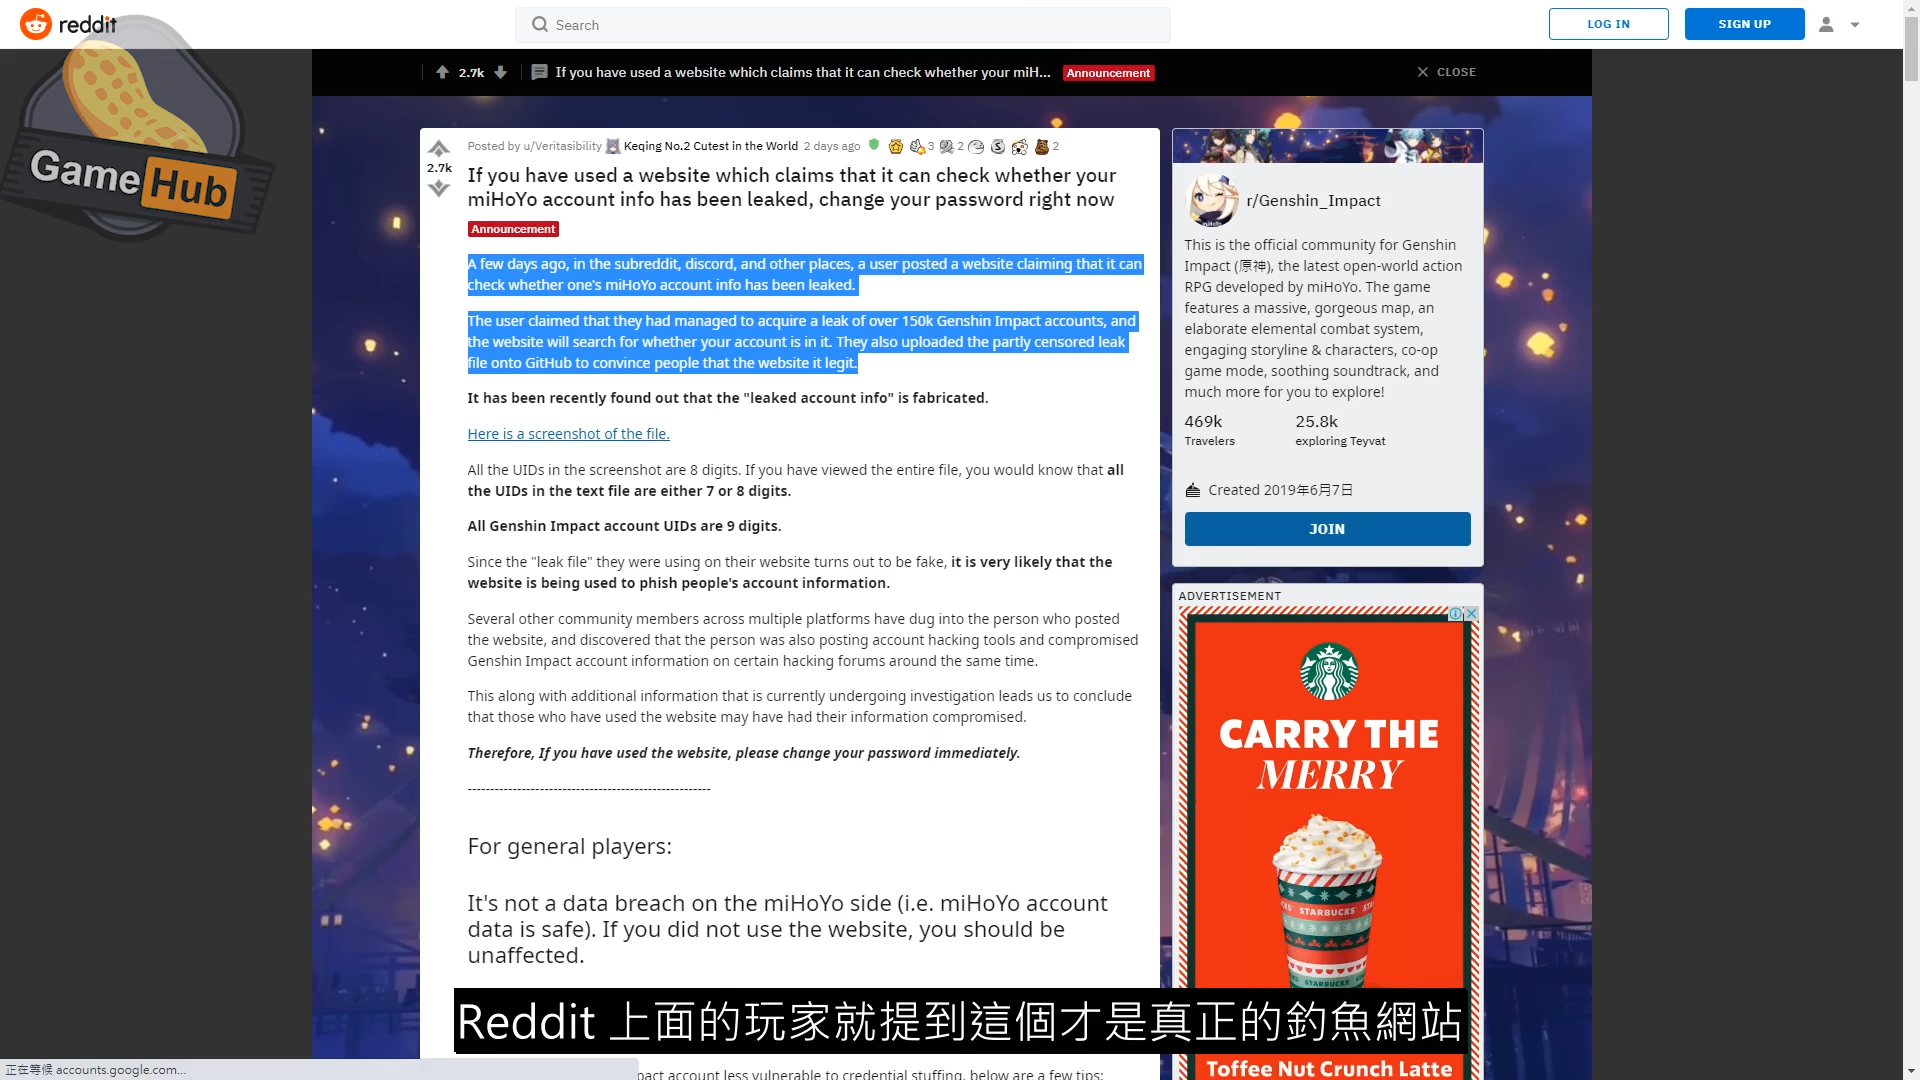 reddit
Search
LOG IN
SIGN UP
2.7k
If you have used a website which claims that it can check whether your miH...
Announcement
CLOSE
GameHub
2.7k
Posted by u/Veritasibility Keqing No.2 Cutest in the World 2 days ago 3 2 2
If you have used a website which claims that it can check whether your
miHoYo account info has been leaked, change your password right now
Announcement
A few days ago, in the subreddit, discord, and other places, a user posted a website claiming that it can
check whether one's miHoYo account info has been leaked.
The user claimed that they had managed to acquire a leak of over 150k Genshin Impact accounts, and
the website will search for whether your account is in it. They also uploaded the partly censored leak
file onto GitHub to convince people that the website it legit.
It has been recently found out that the "leaked account info" is fabricated.
Here is a screenshot of the file.
All the UIDs in the screenshot are 8 digits. If you have viewed the entire file, you would know that all
the UIDs in the text file are either 7 or 8 digits.
All Genshin Impact account UIDs are 9 digits.
Since the "leak file" they were using on their website turns out to be fake, it is very likely that the
website is being used to phish people's account information.
Several other community members across multiple platforms have dug into the person who posted
the website, and discovered that the person was also posting account hacking tools and compromised
Genshin Impact account information on certain hacking forums around the same time.
This along with additional information that is currently undergoing investigation leads us to conclude
that those who have used the website may have had their information compromised.
Therefore, If you have used the website, please change your password immediately.
------------------------------------------------------
For general players:
It's not a data breach on the miHoYo side (i.e. miHoYo account
data is safe). If you did not use the website, you should be
unaffected.
r/Genshin_Impact
This is the official community for Genshin
Impact (原神), the latest open-world action
RPG developed by miHoYo. The game
features a massive, gorgeous map, an
elaborate elemental combat system,
engaging storyline & characters, co-op
game mode, soothing soundtrack, and
much more for you to explore!
469k
Travelers
25.8k
exploring Teyvat
Created 2019年6月7日
JOIN
ADVERTISEMENT
CARRY THE
MERRY
STARBUCKS
Reddit 上面的玩家就提到這個才是真正的釣魚網站
Toffee Nut Crunch Latte
正在等候 accounts.google.com...
pact account less vulnerable to credential stuffing, below are a few tips: